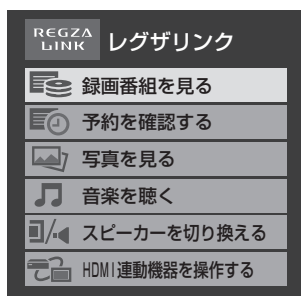 REGZA
LINK
レグザリンク
録画番組を見る
予約を確認する
写真を見る
音楽を聴く
スピーカーを切り換える
HDMI連動機器を操作する